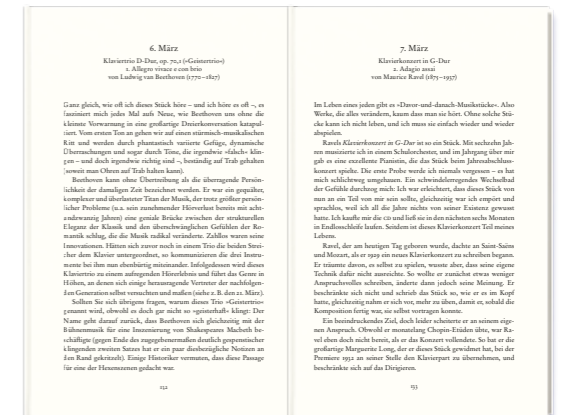 6. März
Klaviertrio D-Dur, op. 70,1 (»Geistertrio«)
1. Allegro vivace e con brio
von Ludwig van Beethoven (1770–1827)
Ganz gleich, wie oft ich dieses Stück höre – und ich höre es oft –, es
fasziniert mich jedes Mal aufs Neue, wie Beethoven uns ohne die
kleinste Vorwarnung in eine großartige Dreierkonversation katapul-
tiert. Vom ersten Ton an gehen wir auf einen stürmisch-musikalischen
Ritt und werden durch phantastisch variierte Gefüge, dynamische
Überraschungen und sogar durch Töne, die irgendwie »falsch« klin-
gen – und doch irgendwie richtig sind –, beständig auf Trab gehalten
(soweit man Ohren auf Trab halten kann).
Beethoven kann ohne Übertreibung als die überragende Persön-
lichkeit der damaligen Zeit bezeichnet werden. Er war ein gequälter,
komplexer und überlasteter Titan der Musik, der trotz größter persön-
licher Probleme (u.a. sein zunehmender Hörverlust bereits mit acht-
undzwanzig Jahren) eine geniale Brücke zwischen der strukturellen
Eleganz der Klassik und den überschwänglichen Gefühlen der Ro-
mantik schlug, die die Musik radikal veränderte. Zahllos waren seine
Innovationen. Hätten sich zuvor noch in einem Trio die beiden Strei-
cher dem Klavier untergeordnet, so kommunizieren die drei Instru-
mente bei ihm nun ebenbürtig miteinander. Infolgedessen wird dieses
Klaviertrio zu einem aufregenden Hörerlebnis und führt das Genre in
Höhen, an denen sich einige herausragende Vertreter der nachfolgen-
den Generation selbst versuchten und maßen (siehe z. B. den 22. März).
Sollten Sie sich übrigens fragen, warum dieses Trio »Geistertrio«
genannt wird, obwohl es doch gar nicht so »geisterhaft« klingt: Der
Name geht darauf zurück, dass Beethoven sich gleichzeitig mit der
Bühnenmusik für eine Inszenierung von Shakespeares Macbeth be-
schäftigte (gegen Ende des zugegebenermaßen deutlich gespenstischer
klingenden zweiten Satzes hat er ein paar diesbezügliche Notizen an
den Rand gekritzelt). Einige Historiker vermuten, dass diese Passage
für eine der Hexenszenen gedacht war.
152
7. März
Klavierkonzert in G-Dur
2. Adagio assai
von Maurice Ravel (1875–1937)
Im Leben eines jeden gibt es »Davor-und-danach-Musikstücke«. Also
Werke, die alles verändern, kaum dass man sie hört. Ohne solche Stü-
cke kann ich nicht leben, und ich muss sie einfach wieder und wieder
abspielen.
Ravels Klavierkonzert in G-Dur ist so ein Stück. Mit sechzehn Jah-
ren musizierte ich in einem Schulorchester, und im Jahrgang über mir
gab es eine exzellente Pianistin, die das Stück beim Jahresabschluss-
konzert spielte. Die erste Probe werde ich niemals vergessen – es hat
mich schlichtweg umgehauen. Ein schwindelerregendes Wechselbad
der Gefühle durchzog mich: Ich war erleichtert, dass dieses Stück von
nun an ein Teil von mir sein sollte, gleichzeitig war ich empört und
sprachlos, weil ich all die Jahre nichts von seiner Existenz gewusst
hatte. Ich kaufte mir die CD und ließ sie in den nächsten sechs Monaten
in Endlosschleife laufen. Seitdem ist dieses Klavierkonzert Teil meines
Lebens.
Ravel, der am heutigen Tag geboren wurde, dachte an Saint-Saëns
und Mozart, als er 1929 ein neues Klavierkonzert zu schreiben begann.
Er träumte davon, es selbst zu spielen, wusste aber, dass seine eigene
Technik dafür nicht ausreichte. So wollte er zunächst etwas weniger
Anspruchsvolles schreiben, änderte dann jedoch seine Meinung. Er
beschränkte sich nicht und schrieb das Stück so, wie er es im Kopf
hatte, gleichzeitig nahm er sich vor, mehr zu üben, damit er, sobald die
Komposition fertig war, sie selbst vortragen konnte.
Ein beeindruckendes Ziel, doch leider scheiterte er an seinem eige-
nen Anspruch. Obwohl er monatelang Chopin-Etüden übte, war Ra-
vel eben doch nicht bereit, als er das Konzert vollendete. So bat er die
großartige Marguerite Long, der er dieses Stück gewidmet hat, bei der
Premiere 1932 an seiner Stelle den Klavierpart zu übernehmen, und
beschränkte sich auf das Dirigieren.
153